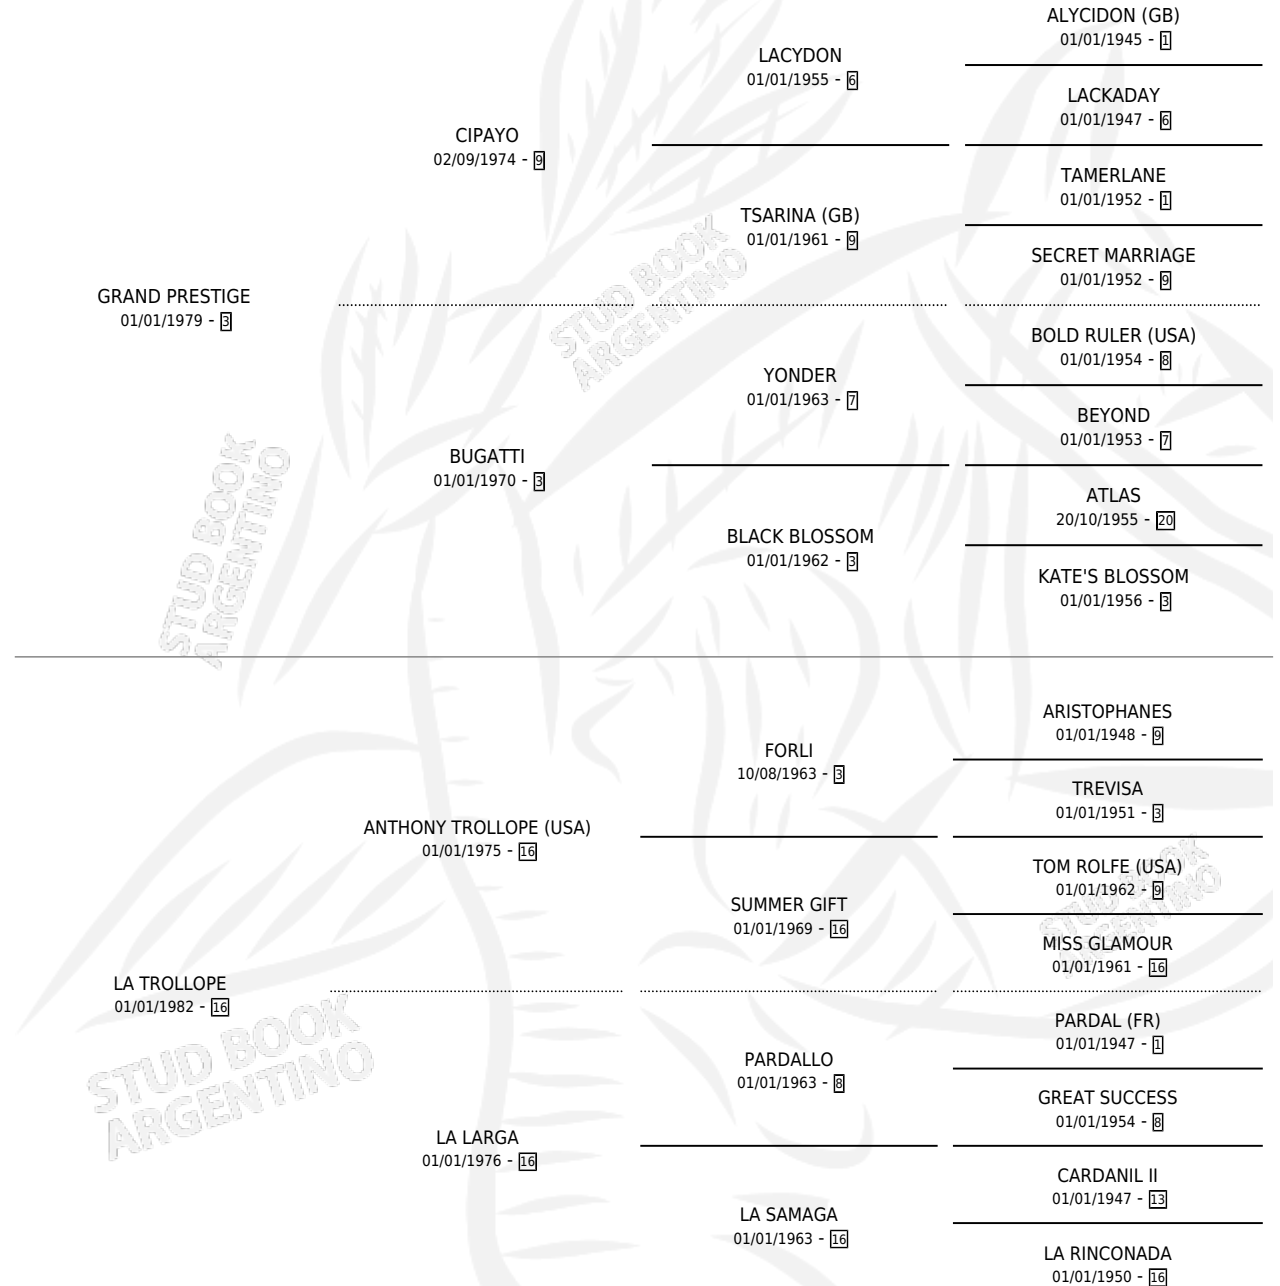 ALYCIDON (GB)
01/01/1945 - 1
LACYDON
01/01/1955 - 6
LACKADAY
01/01/1947 - 6
CIPAYO
02/09/1974 - 9
TAMERLANE
01/01/1952 - 1
TSARINA (GB)
01/01/1961 - 9
SECRET MARRIAGE
01/01/1952 - 9
GRAND PRESTIGE
01/01/1979 - 3
STUD BOOK
ARGENTINO
BOLD RULER (USA)
01/01/1954 - 8
YONDER
01/01/1963 - 7
BEYOND
01/01/1953 - 7
BUGATTI
01/01/1970 - 3
ATLAS
20/10/1955 - 20
BLACK BLOSSOM
01/01/1962 - 3
KATE'S BLOSSOM
01/01/1956 - 3
STUD BOOK
ARGENTINO
ARISTOPHANES
01/01/1948 - 9
FORLI
10/08/1963 - 3
TREVISA
01/01/1951 - 3
ANTHONY TROLLOPE (USA)
01/01/1975 - 16
TOM ROLFE (USA)
01/01/1962 - 9
SUMMER GIFT
01/01/1969 - 16
STUD BOOK
ARGENTINO
MISS GLAMOUR
01/01/1961 - 16
LA TROLLOPE
01/01/1982 - 16
PARDAL (FR)
01/01/1947 - 1
PARDALLO
01/01/1963 - 8
STUD BOOK
ARGENTINO
GREAT SUCCESS
01/01/1954 - 8
LA LARGA
01/01/1976 - 16
CARDANIL II
01/01/1947 - 13
LA SAMAGA
01/01/1963 - 16
LA RINCONADA
01/01/1950 - 16